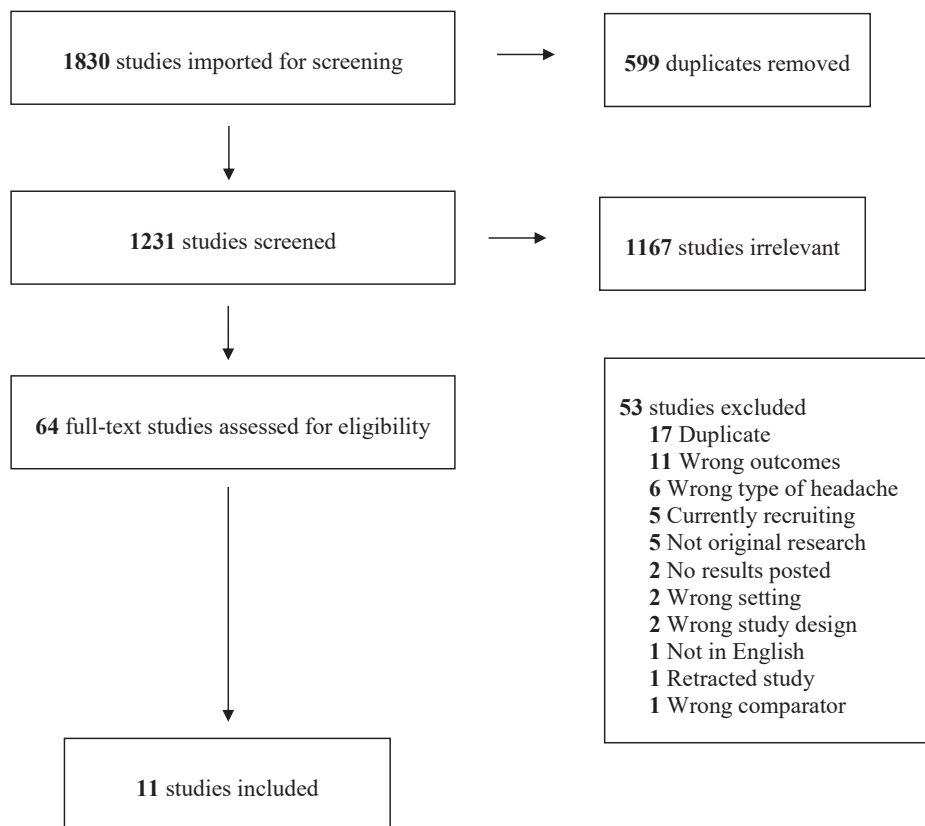 1830 studies imported for screening
599 duplicates removed
1231 studies screened
1167 studies irrelevant
64 full-text studies assessed for eligibility
53 studies excluded
17 Duplicate
11 Wrong outcomes
6 Wrong type of headache
5 Currently recruiting
5 Not original research
2 No results posted
2 Wrong setting
2 Wrong study design
1 Not in English
1 Retracted study
1 Wrong comparator
11 studies included